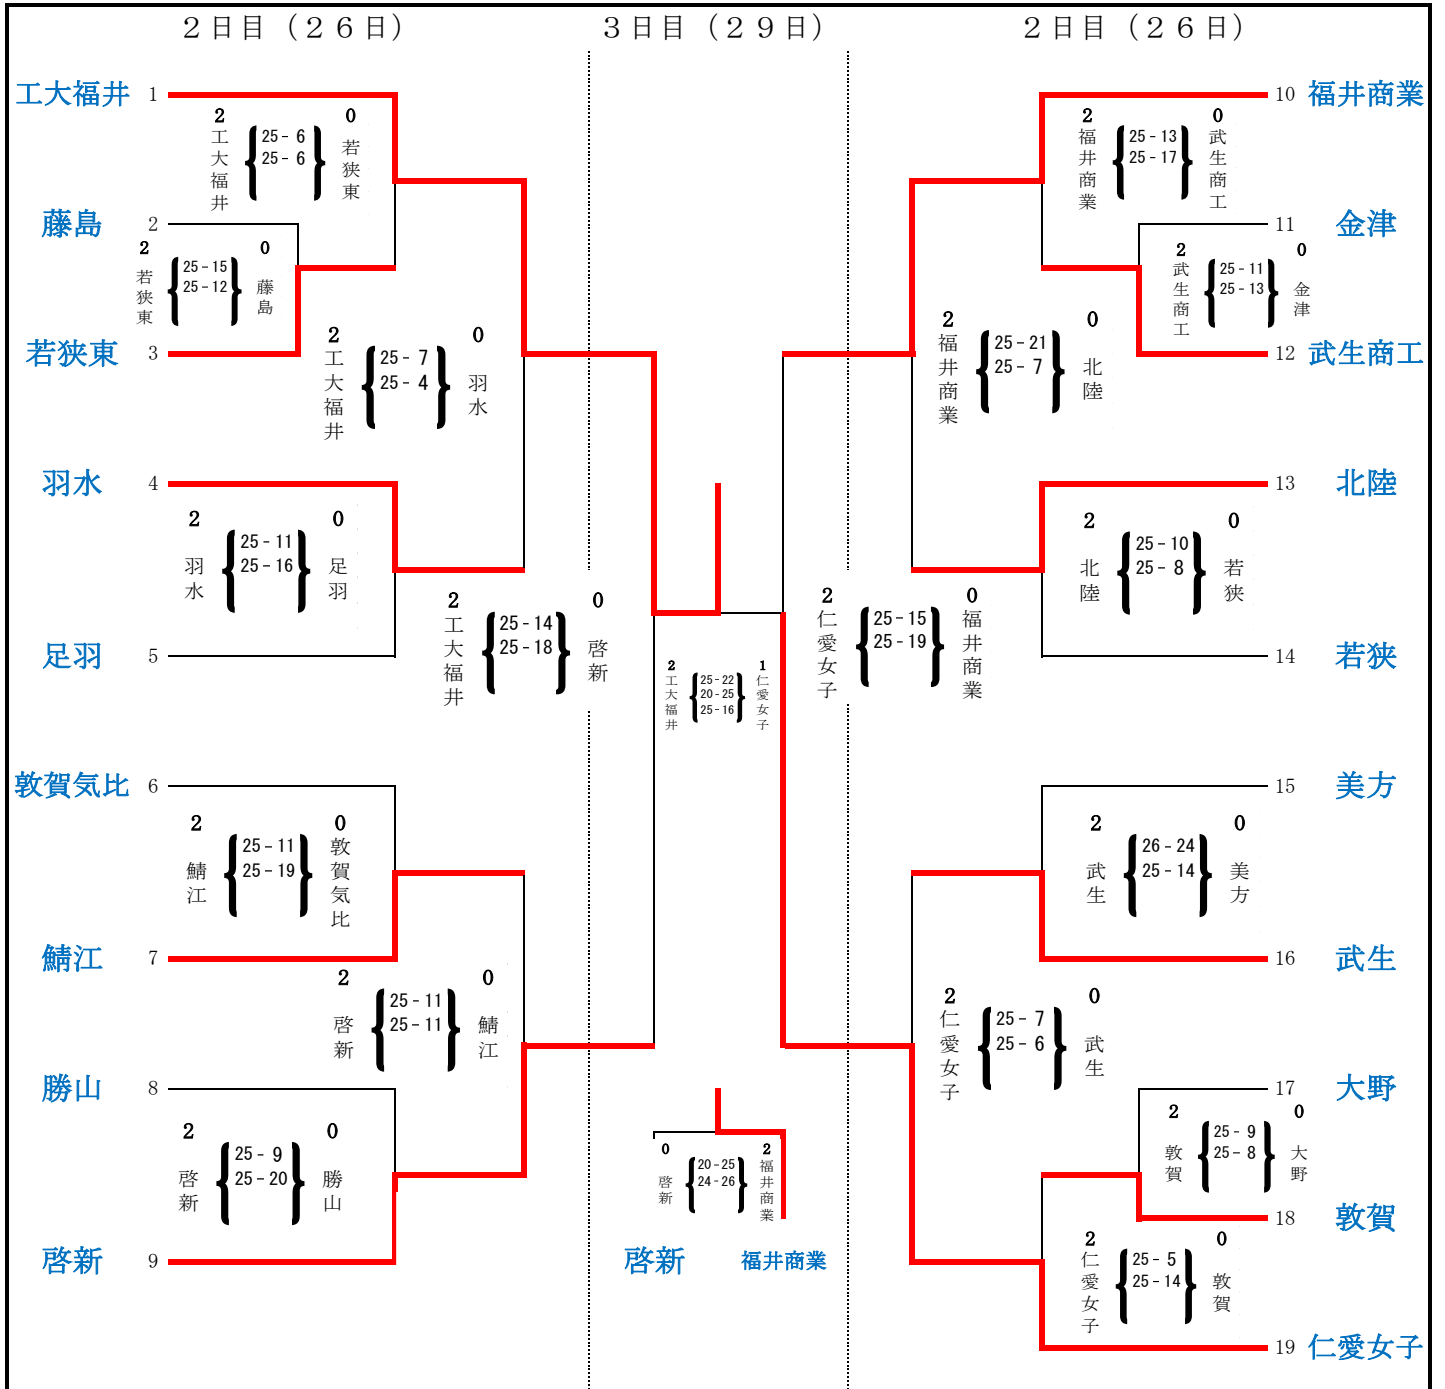 ２日目（２６日）
３日目（２９日）
２日目（２６日）
工大福井 1
2 0
工大福井 25－6 若狭東
25－6
藤島 2
2 0
若狭東 25－15 藤島
25－12
若狭東 3
2 0
工大福井 25－7 羽水
25－4
羽水 4
2 0
羽水 25－11 足羽
25－16
足羽 5
2 0
工大福井 25－14 啓新
25－18
敦賀気比 6
2 0
鯖江 25－11 敦賀気比
25－19
鯖江 7
2 0
啓新 25－11 鯖江
25－11
勝山 8
2 0
啓新 25－9 勝山
25－20
啓新 9
2 1
工大福井 25－22 仁愛女子
20－25
25－16
0 2
啓新 20－25 福井商業
24－26
啓新 福井商業
10 福井商業
2 0
福井商業 25－13 武生商工
25－17
11 金津
2 0
武生商工 25－11 金津
25－13
12 武生商工
2 0
福井商業 25－21 北陸
25－7
13 北陸
2 0
北陸 25－10 若狭
25－8
14 若狭
2 0
仁愛女子 25－15 福井商業
25－19
15 美方
2 0
武生 26－24 美方
25－14
16 武生
2 0
仁愛女子 25－7 武生
25－6
17 大野
2 0
敦賀 25－9 大野
25－8
18 敦賀
2 0
仁愛女子 25－5 敦賀
25－14
19 仁愛女子